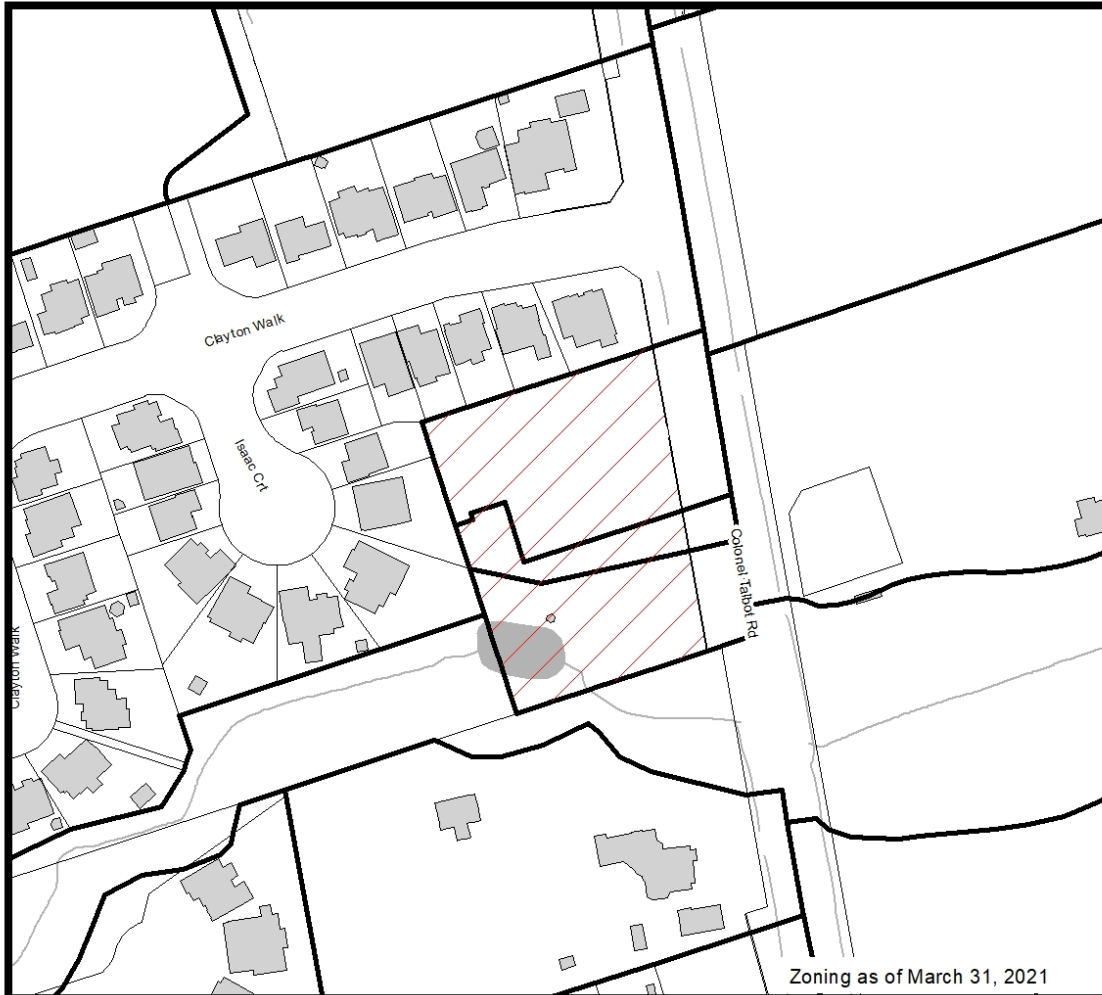 Clayton Walk
Isaac Crt
Colonel Talbot Rd
Clayton Walk
Zoning as of March 31, 2021